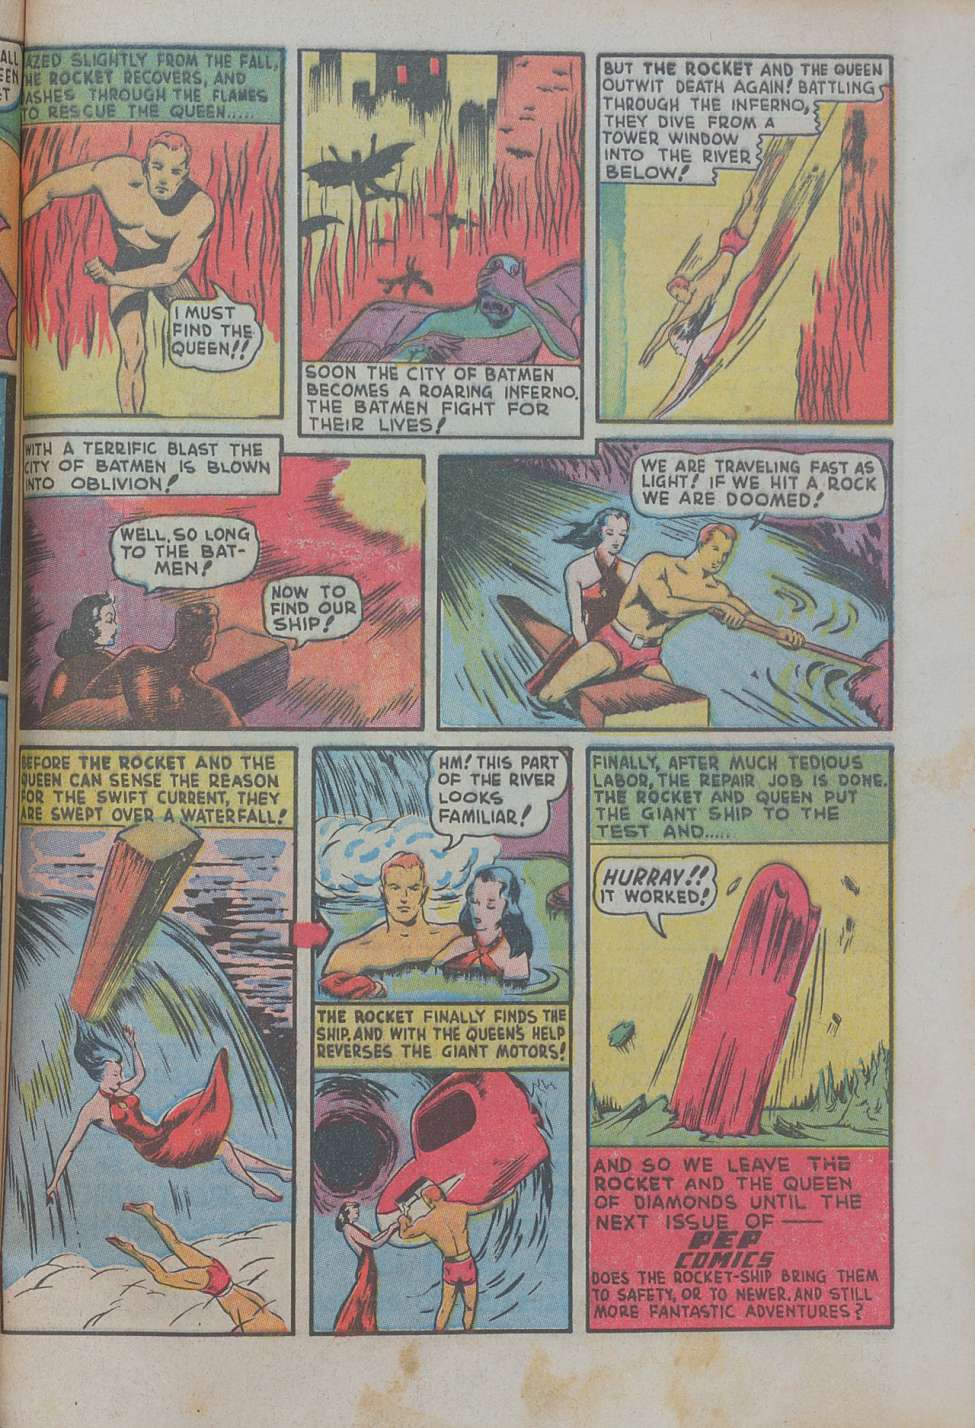 ALL
EEN
ET
AZED SLIGHTLY FROM THE FALL,
HE ROCKET RECOVERS, AND
ASHES THROUGH THE FLAMES
TO RESCUE THE QUEEN.....
I MUST
FIND THE
QUEEN!!
SOON THE CITY OF BATMEN
BECOMES A ROARING INFERNO.
THE BATMEN FIGHT FOR
THEIR LIVES!
BUT THE ROCKET AND THE QUEEN
OUTWIT DEATH AGAIN! BATTLING
THROUGH THE INFERNO,
THEY DIVE FROM A
TOWER WINDOW
INTO THE RIVER
BELOW!
WITH A TERRIFIC BLAST THE
CITY OF BATMEN IS BLOWN
INTO OBLIVION!
WELL, SO LONG
TO THE BAT-
MEN!
NOW TO
FIND OUR
SHIP!
WE ARE TRAVELING FAST AS
LIGHT! IF WE HIT A ROCK
WE ARE DOOMED!
BEFORE THE ROCKET AND THE
QUEEN CAN SENSE THE REASON
FOR THE SWIFT CURRENT, THEY
ARE SWEPT OVER A WATERFALL!
HM! THIS PART
OF THE RIVER
LOOKS
FAMILIAR!
THE ROCKET FINALLY FINDS THE
SHIP, AND WITH THE QUEEN'S HELP
REVERSES THE GIANT MOTORS!
FINALLY, AFTER MUCH TEDIOUS
LABOR, THE REPAIR JOB IS DONE.
THE ROCKET AND QUEEN PUT
THE GIANT SHIP TO THE
TEST AND.....
HURRAY!!
IT WORKED!
AND SO WE LEAVE THE
ROCKET AND THE QUEEN
OF DIAMONDS UNTIL THE
NEXT ISSUE OF —
PEP
COMICS
DOES THE ROCKET-SHIP BRING THEM
TO SAFETY, OR TO NEWER, AND STILL
MORE FANTASTIC ADVENTURES?